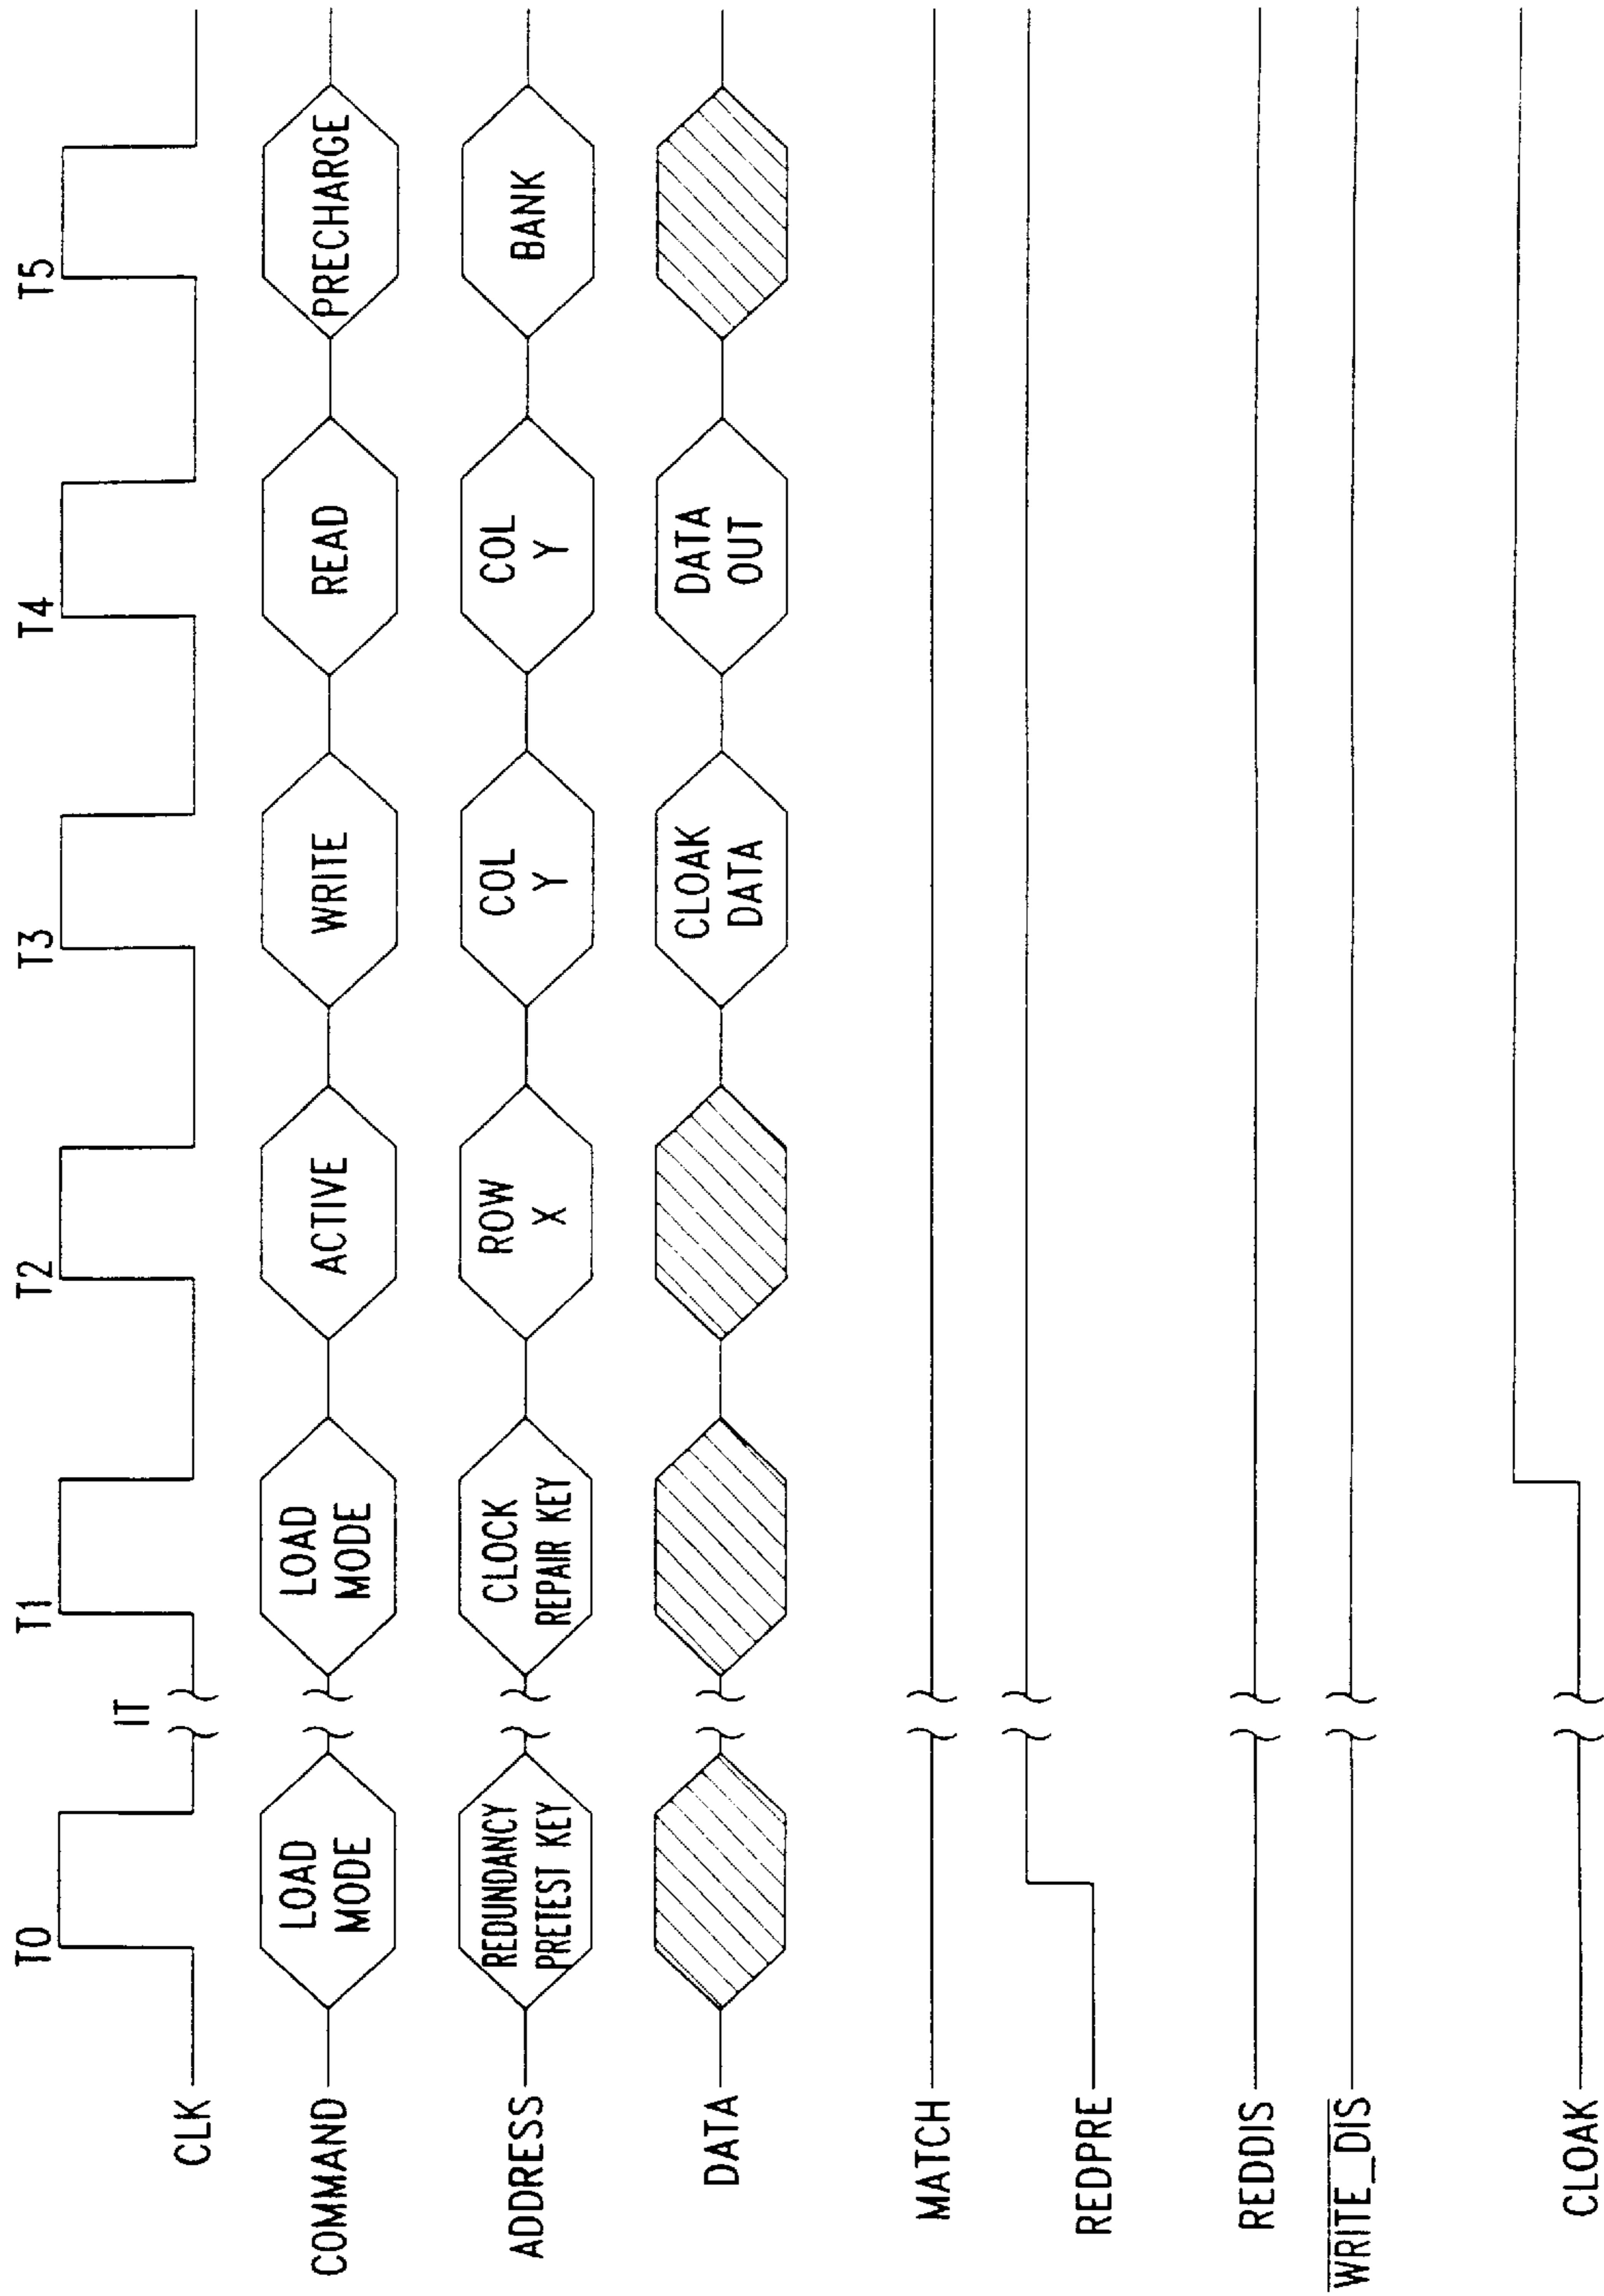 T0
IT
T1
T2
T3
T4
T5
CLK
COMMAND
LOAD
MODE
LOAD
MODE
ACTIVE
WRITE
READ
PRECHARGE
ADDRESS
REDUNDANCY
PRETEST KEY
CLOCK
REPAIR KEY
ROW
X
COL
Y
COL
Y
BANK
DATA
CLOAK
DATA
DATA
OUT
MATCH
REDPRE
REDDIS
WRITE_DIS
CLOAK